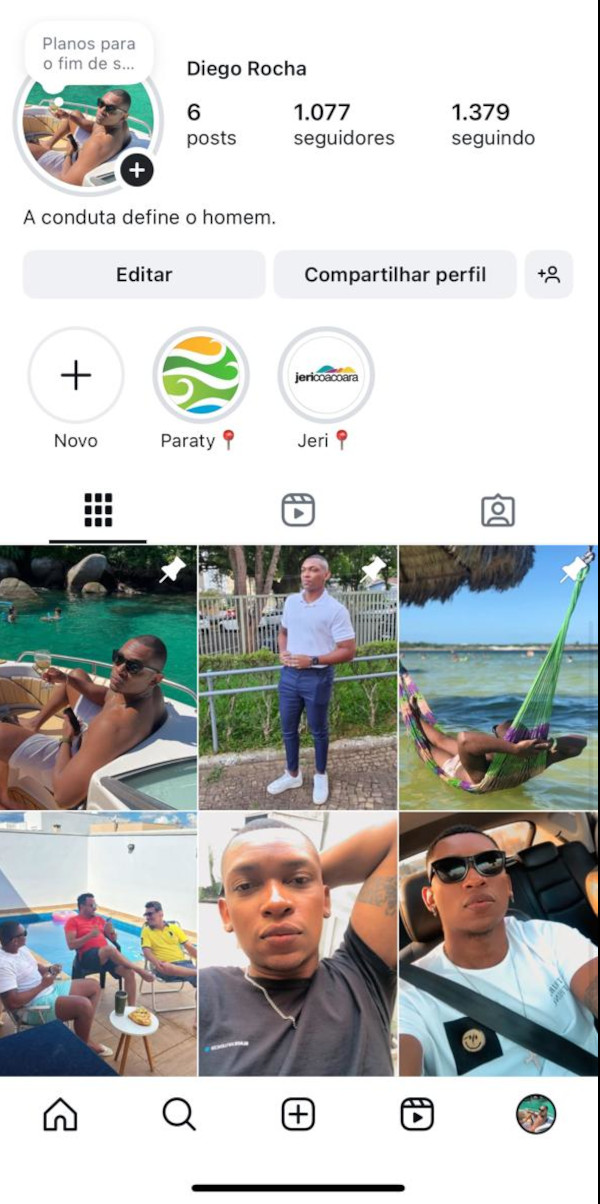 Planos para
o fim de s...
Diego Rocha
6
posts
1.077
seguidores
1.379
seguindo
A conduta define o homem.
Editar
Compartilhar perfil
jericoacoara
Novo
Paraty
Jeri